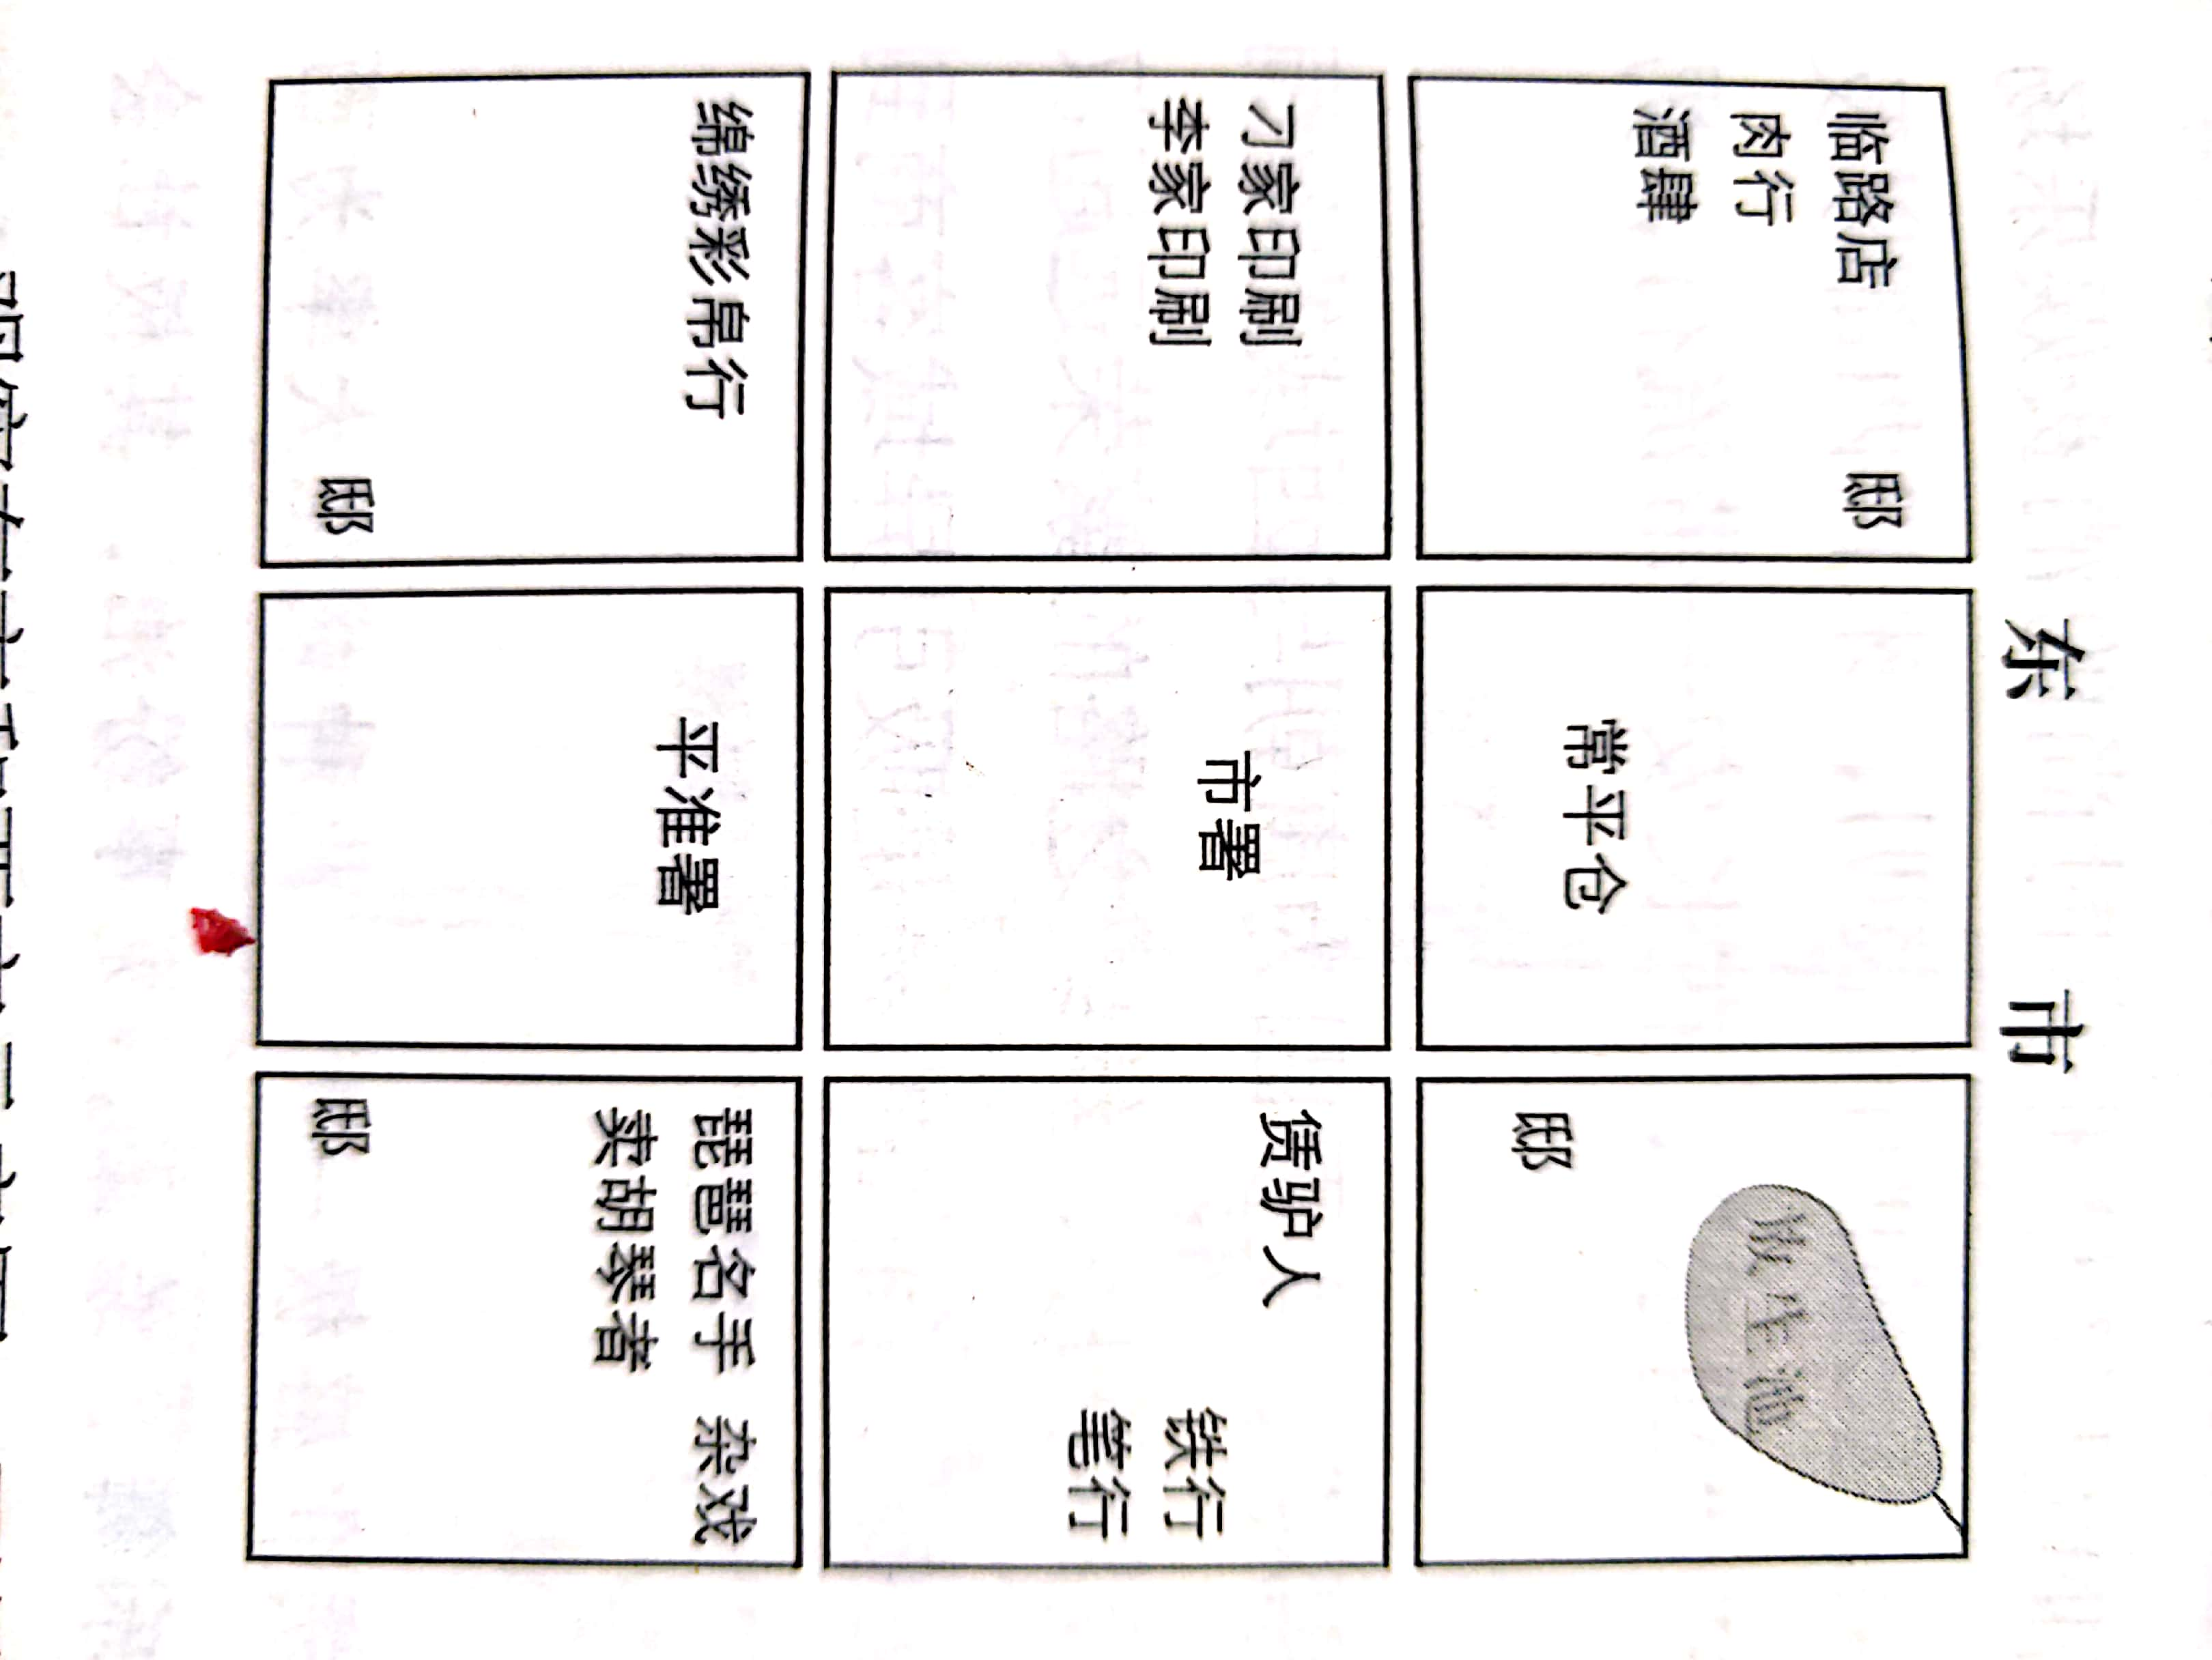 东 市
临路店
邸
肉行
酒肆
常平仓
放生池
邸
刁家印刷
李家印刷
市署
赁驴人
铁行
笔行
绵绣彩帛行
邸
平准署
琵琶名手 杂戏
卖胡琴者
邸